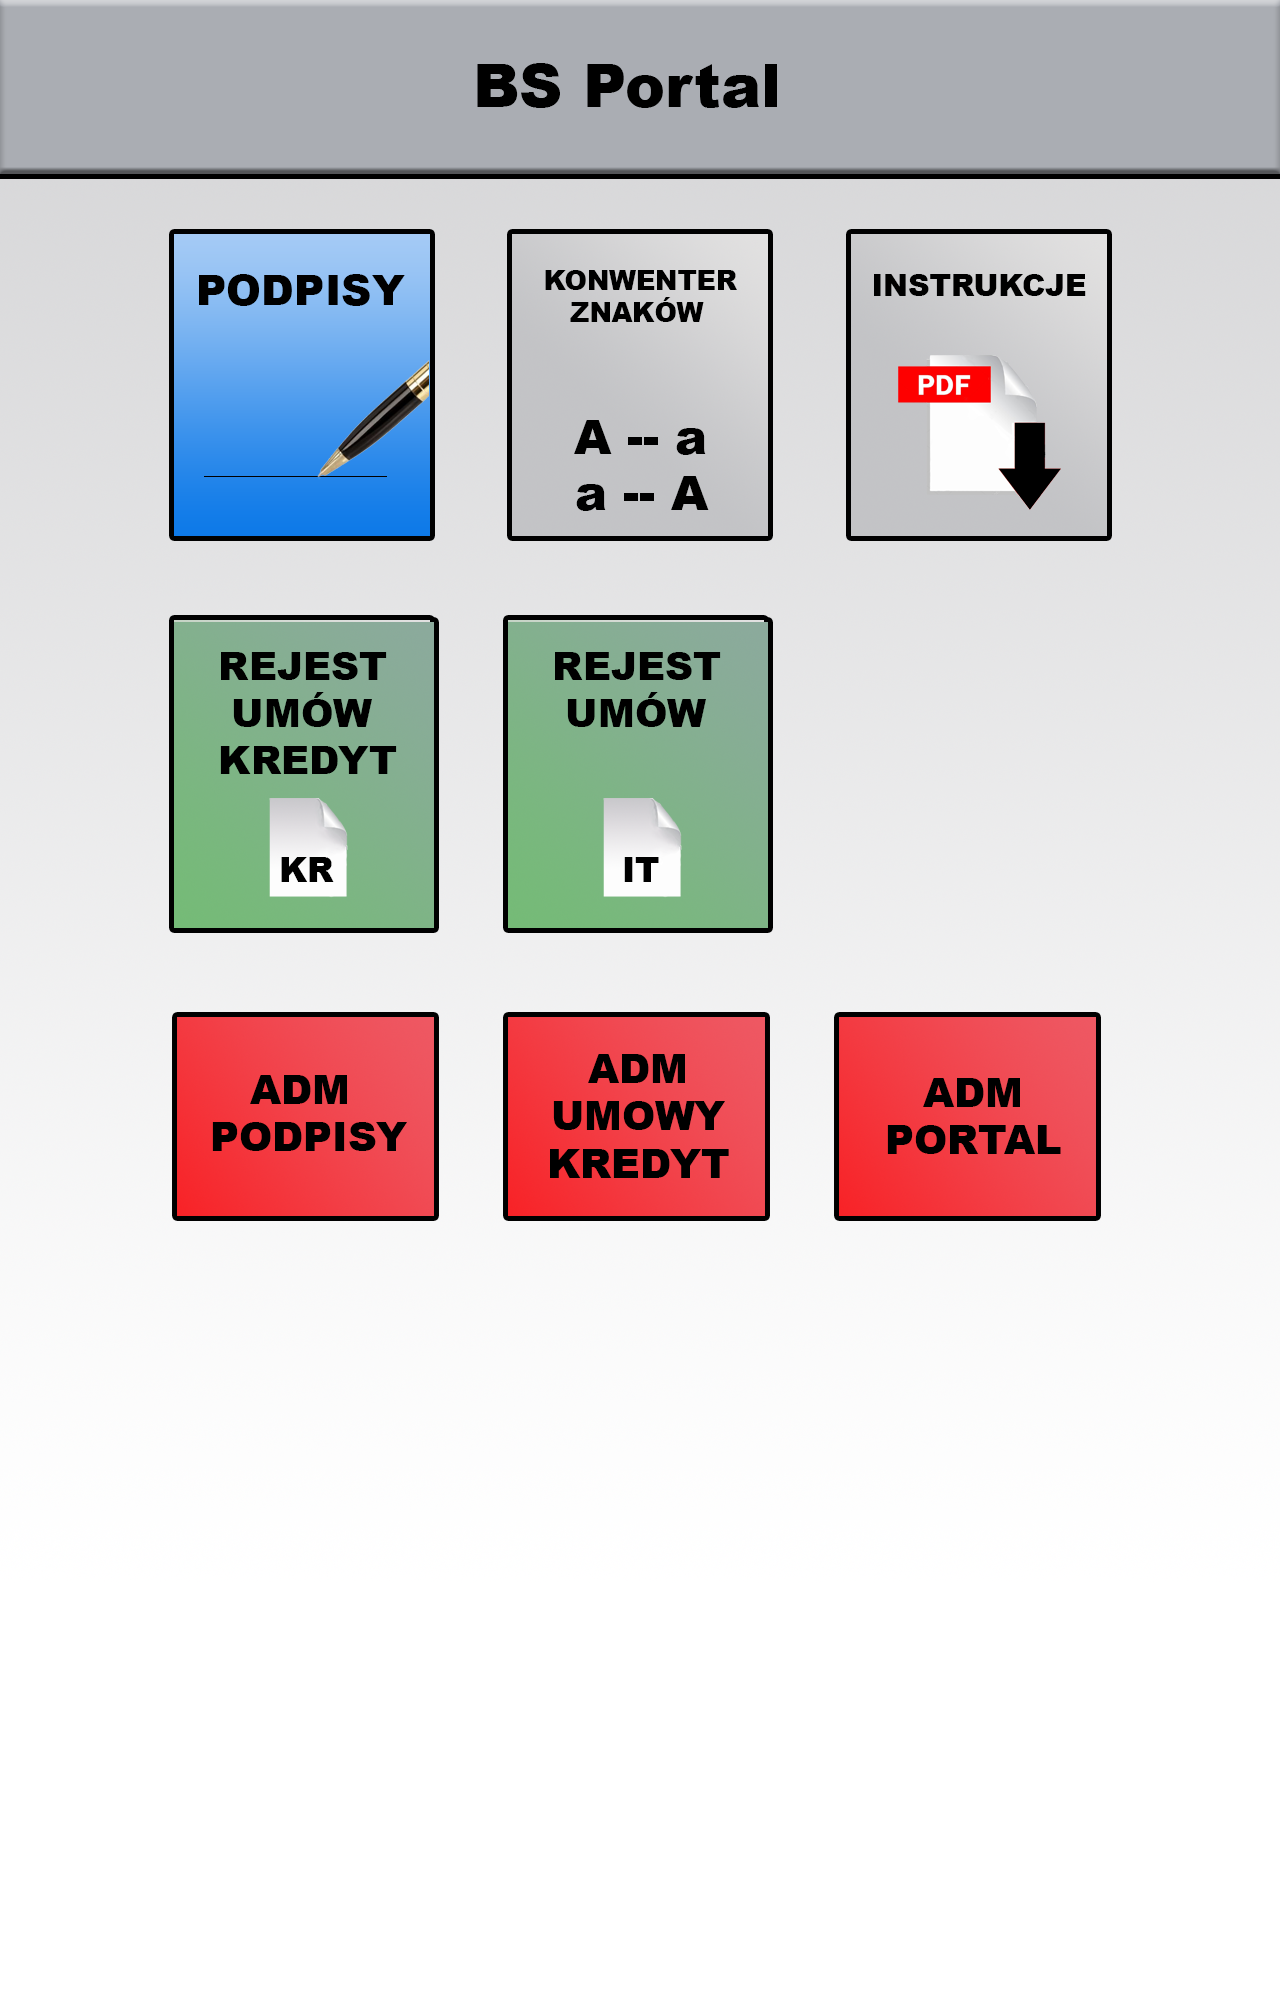 BS Portal
PODPISY
KONWENTER
ZNAKÓW
A -- a
a -- A
INSTRUKCJE
PDF
REJEST
UMÓW
KREDYT
KR
REJEST
UMÓW
IT
ADM
PODPISY
ADM
UMOWY
KREDYT
ADM
PORTAL